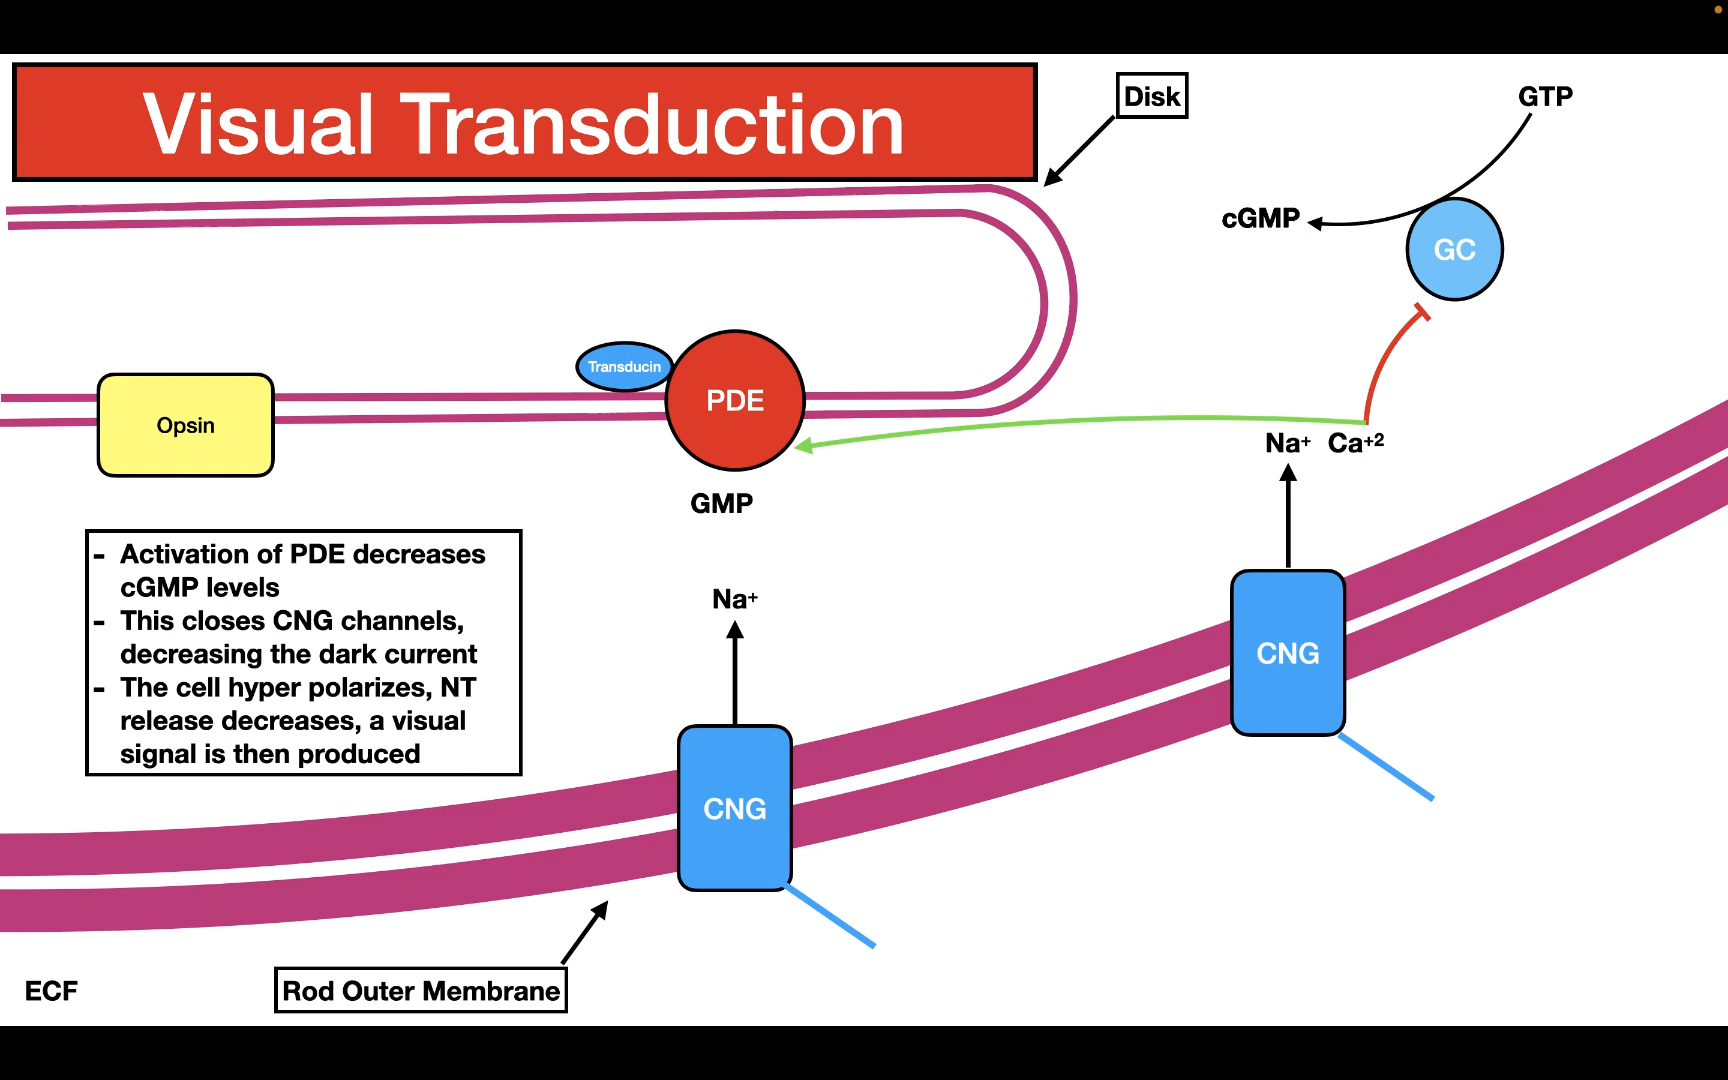 Visual Transduction
Disk
GTP
cGMP
GC
Transducin
PDE
Opsin
Na+ Ca+2
GMP
- Activation of PDE decreases
cGMP levels
- This closes CNG channels,
decreasing the dark current
- The cell hyper polarizes, NT
release decreases, a visual
signal is then produced
Na+
CNG
CNG
ECF
Rod Outer Membrane